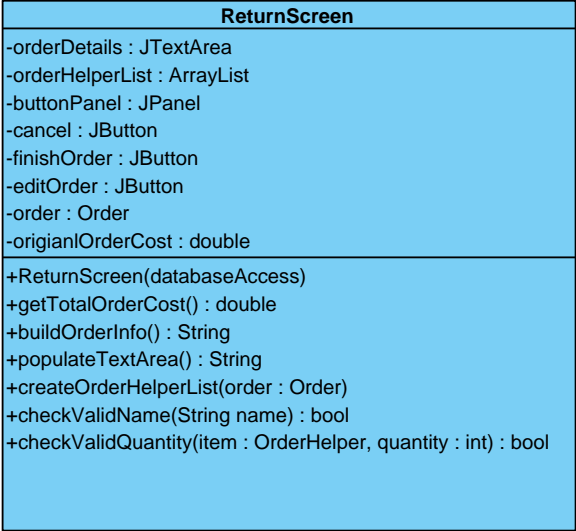 ReturnScreen
-orderDetails : JTextArea
-orderHelperList : ArrayList
-buttonPanel : JPanel
-cancel : JButton
-finishOrder : JButton
-editOrder : JButton
-order : Order
-origianlOrderCost : double
+ReturnScreen(databaseAccess)
+getTotalOrderCost() : double
+buildOrderInfo() : String
+populateTextArea() : String
+createOrderHelperList(order : Order)
+checkValidName(String name) : bool
+checkValidQuantity(item : OrderHelper, quantity : int) : bool